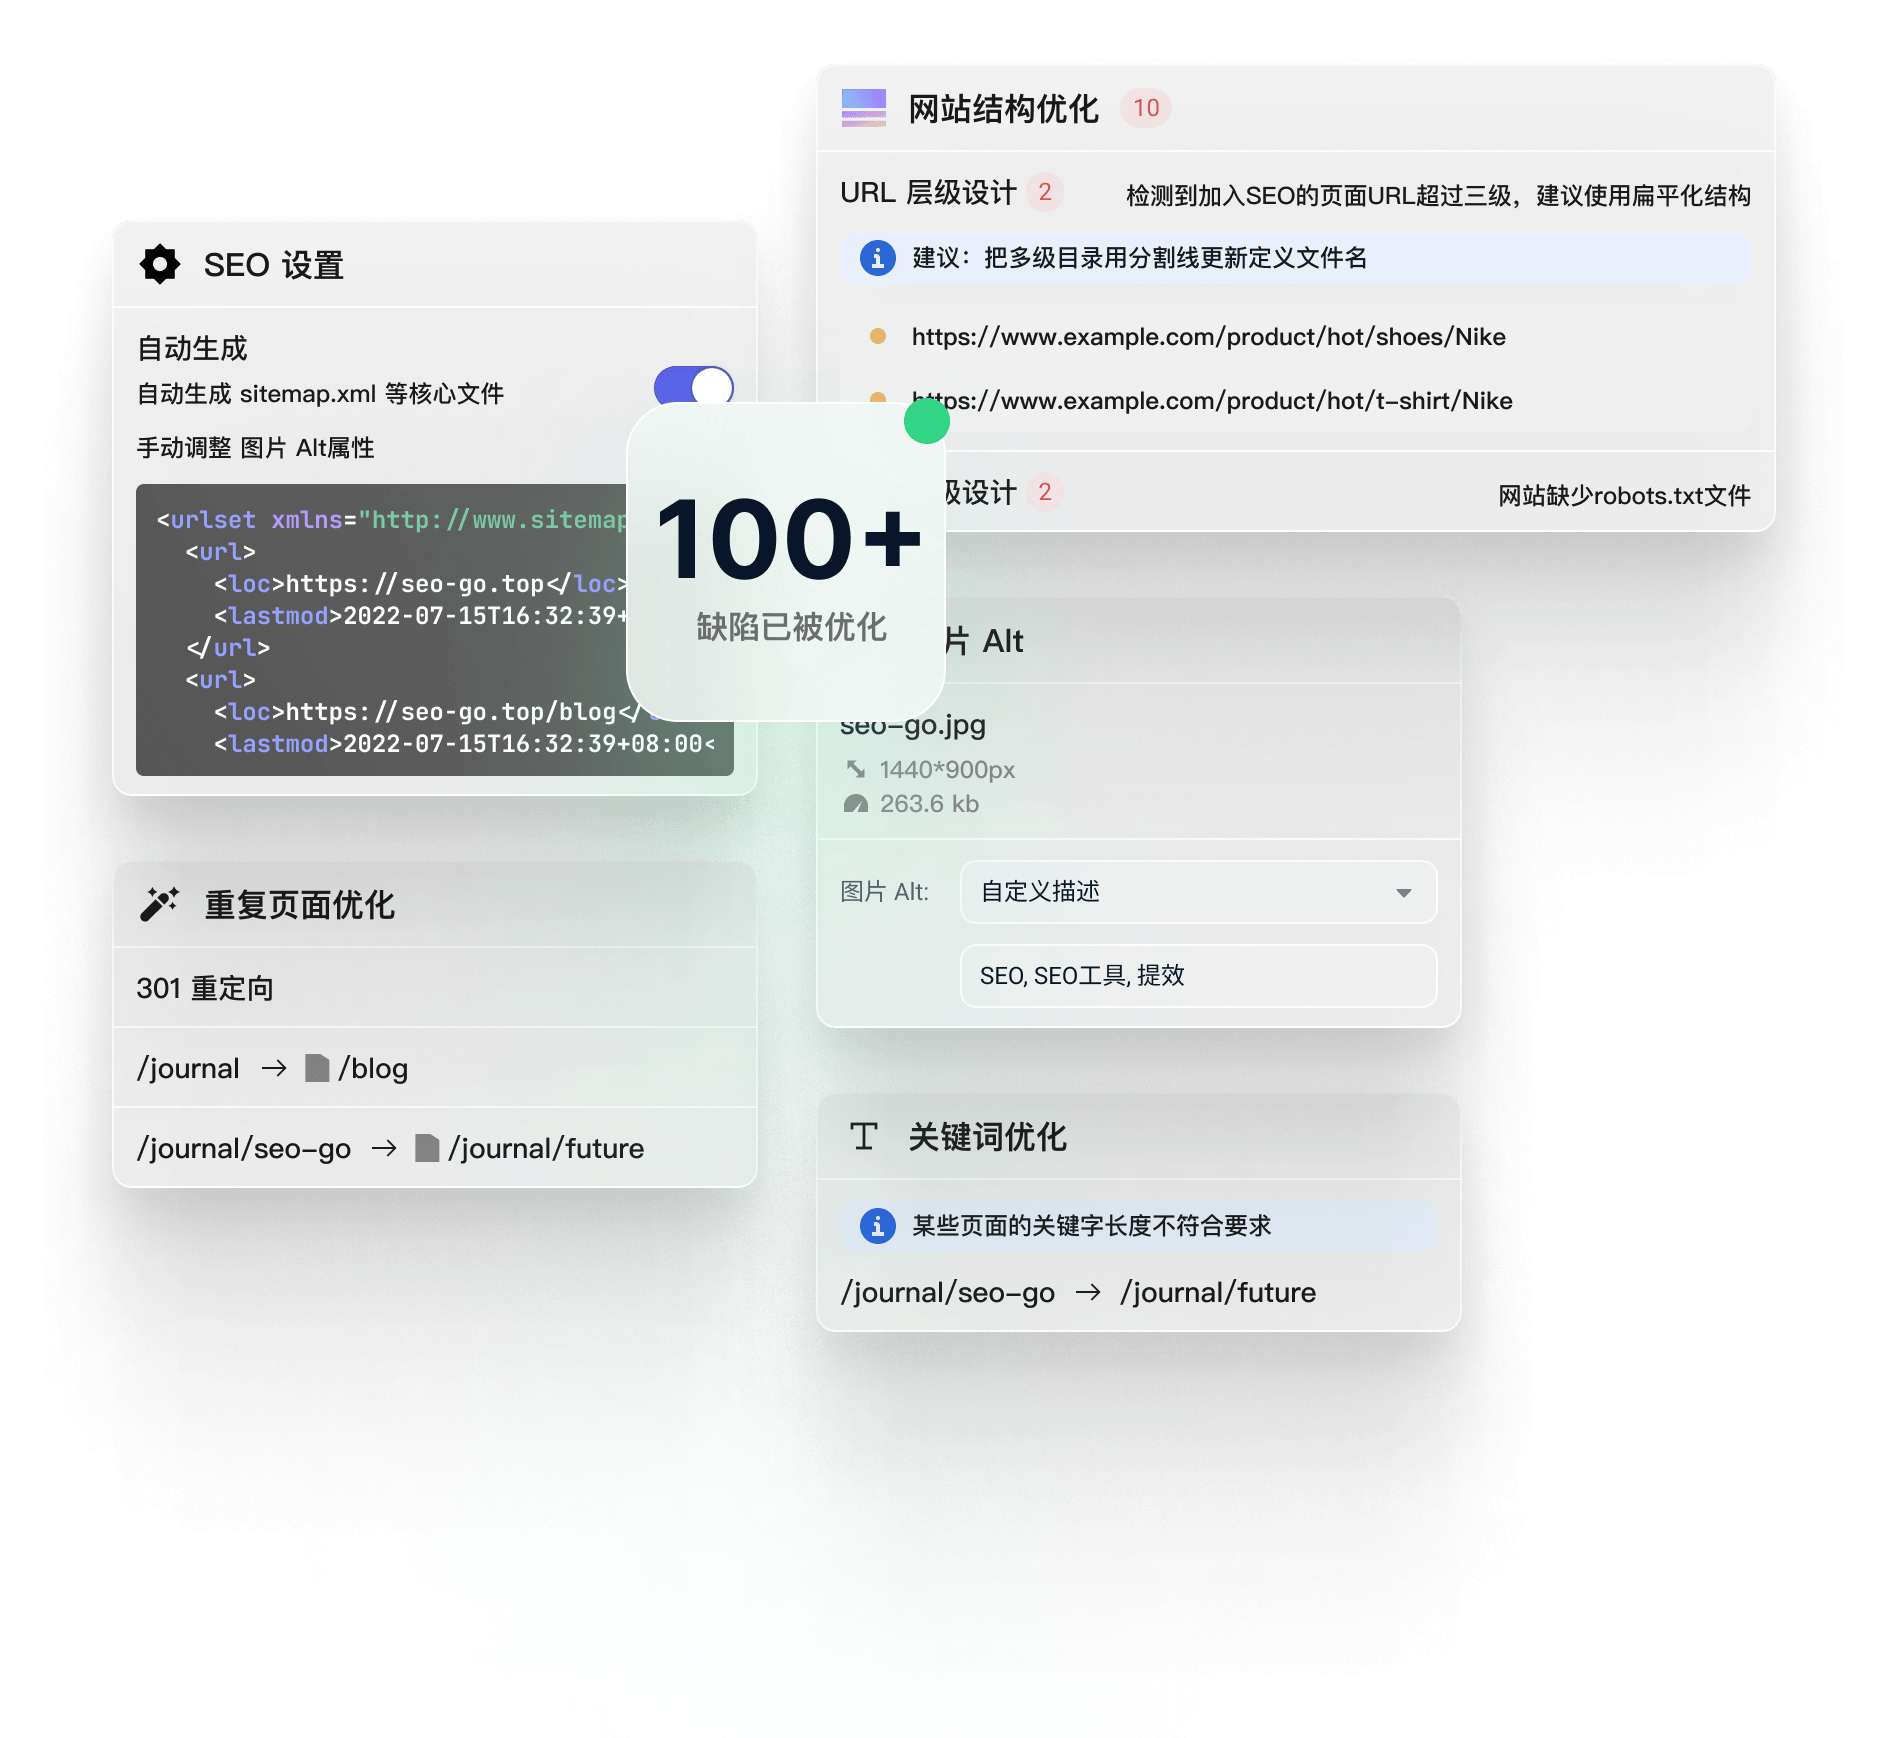 网站结构优化 10
URL 层级设计 2 检测到加入SEO的页面URL超过三级，建议使用扁平化结构
建议：把多级目录用分割线更新定义文件名
https://www.example.com/product/hot/shoes/Nike
https://www.example.com/product/hot/t-shirt/Nike
级设计 2 网站缺少robots.txt文件
SEO 设置
自动生成
自动生成 sitemap.xml 等核心文件
手动调整 图片 Alt属性
<urlset xmlns="http://www.sitemap
<url>
<loc>https://seo-go.top</loc>
<lastmod>2022-07-15T16:32:39+
</url>
<url>
<loc>https://seo-go.top/blog</
<lastmod>2022-07-15T16:32:39+08:00<
100+
缺陷已被优化
片 Alt
seo-go.jpg
1440*900px
263.6 kb
图片 Alt: 自定义描述
SEO, SEO工具, 提效
重复页面优化
301 重定向
/journal → /blog
/journal/seo-go → /journal/future
关键词优化
某些页面的关键字长度不符合要求
/journal/seo-go → /journal/future